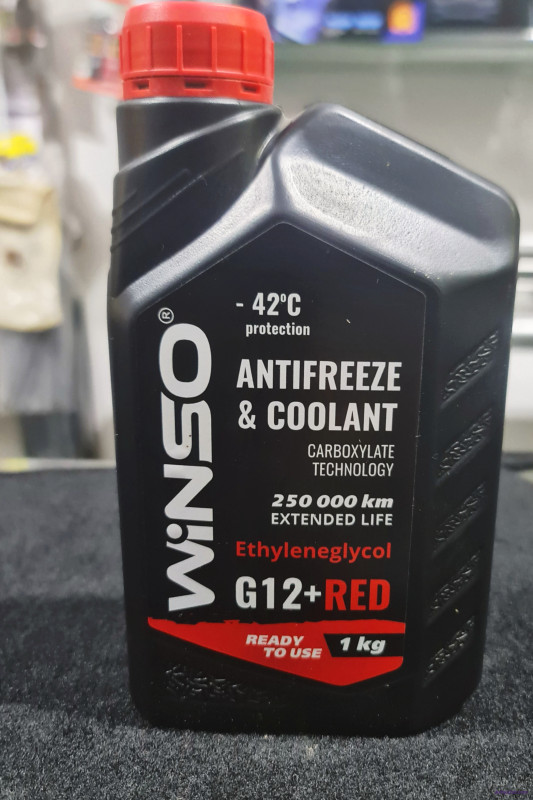 WiNSO®
- 42ºC
protection
ANTIFREEZE
& COOLANT
CARBOXYLATE
TECHNOLOGY
250 000 km
EXTENDED LIFE
Ethyleneglycol
G12+RED
READY
TO USE
1 kg